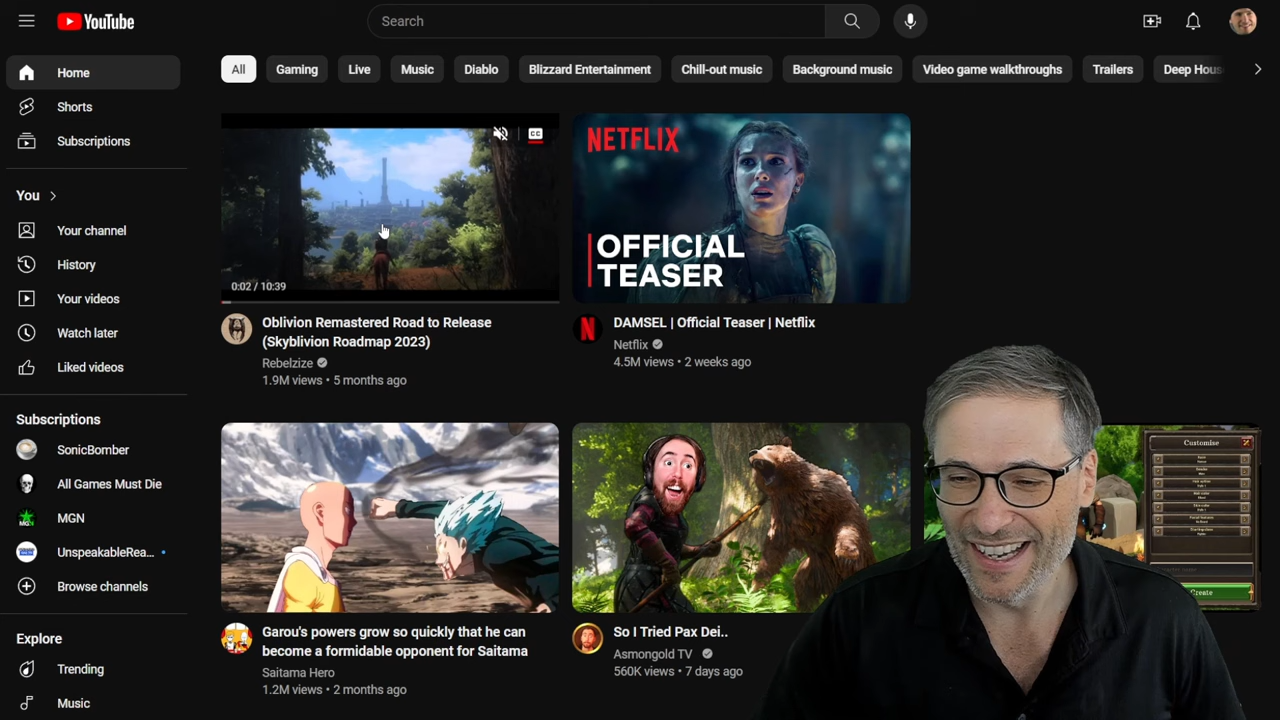 YouTube
Search
All
Gaming
Live
Music
Diablo
Blizzard Entertainment
Chill-out music
Background music
Video game walkthroughs
Trailers
Deep Hous
Home
Shorts
Subscriptions
You
Your channel
History
Your videos
Watch later
Liked videos
Subscriptions
SonicBomber
All Games Must Die
MGN
UnspeakableRea...
Browse channels
Explore
Trending
Music
CC
0:02 / 10:39
Oblivion Remastered Road to Release
(Skyblivion Roadmap 2023)
Rebelzize
1.9M views • 5 months ago
NETFLIX
OFFICIAL
TEASER
N
DAMSEL | Official Teaser | Netflix
Netflix
4.5M views • 2 weeks ago
Garou's powers grow so quickly that he can
become a formidable opponent for Saitama
Saitama Hero
1.2M views • 2 months ago
So I Tried Pax Dei..
Asmongold TV
560K views • 7 days ago
Customise
Create